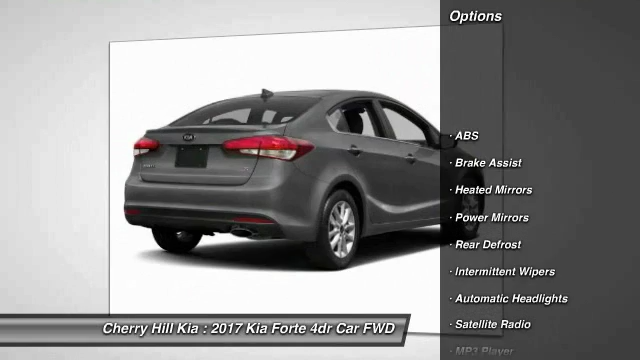 Options
· ABS
· Brake Assist
· Heated Mirrors
· Power Mirrors
· Rear Defrost
· Intermittent Wipers
· Automatic Headlights
· Satellite Radio
· MP3 Player
KIA
Cherry Hill Kia : 2017 Kia Forte 4dr Car FWD